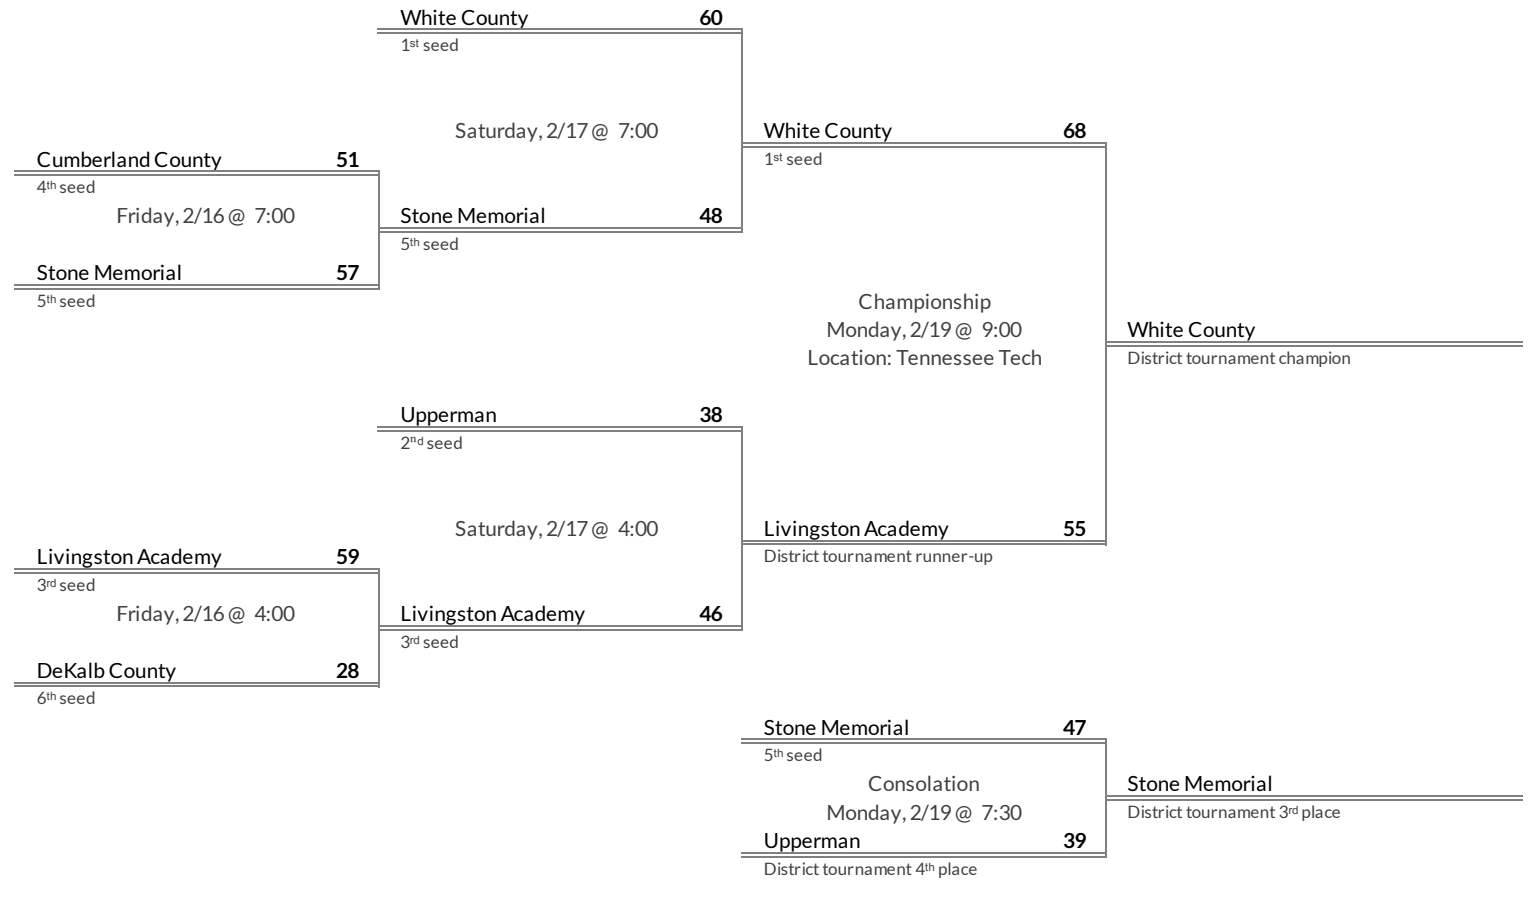 White County 60
1st seed
Saturday, 2/17 @ 7:00
White County 68
1st seed
Cumberland County 51
4th seed
Friday, 2/16 @ 7:00
Stone Memorial 48
5th seed
Stone Memorial 57
5th seed
Championship
Monday, 2/19 @ 9:00
Location: Tennessee Tech
White County
District tournament champion
Upperman 38
2nd seed
Saturday, 2/17 @ 4:00
Livingston Academy 55
District tournament runner-up
Livingston Academy 59
3rd seed
Friday, 2/16 @ 4:00
Livingston Academy 46
3rd seed
DeKalb County 28
6th seed
Stone Memorial 47
5th seed
Consolation
Monday, 2/19 @ 7:30
Stone Memorial
District tournament 3rd place
Upperman 39
District tournament 4th place